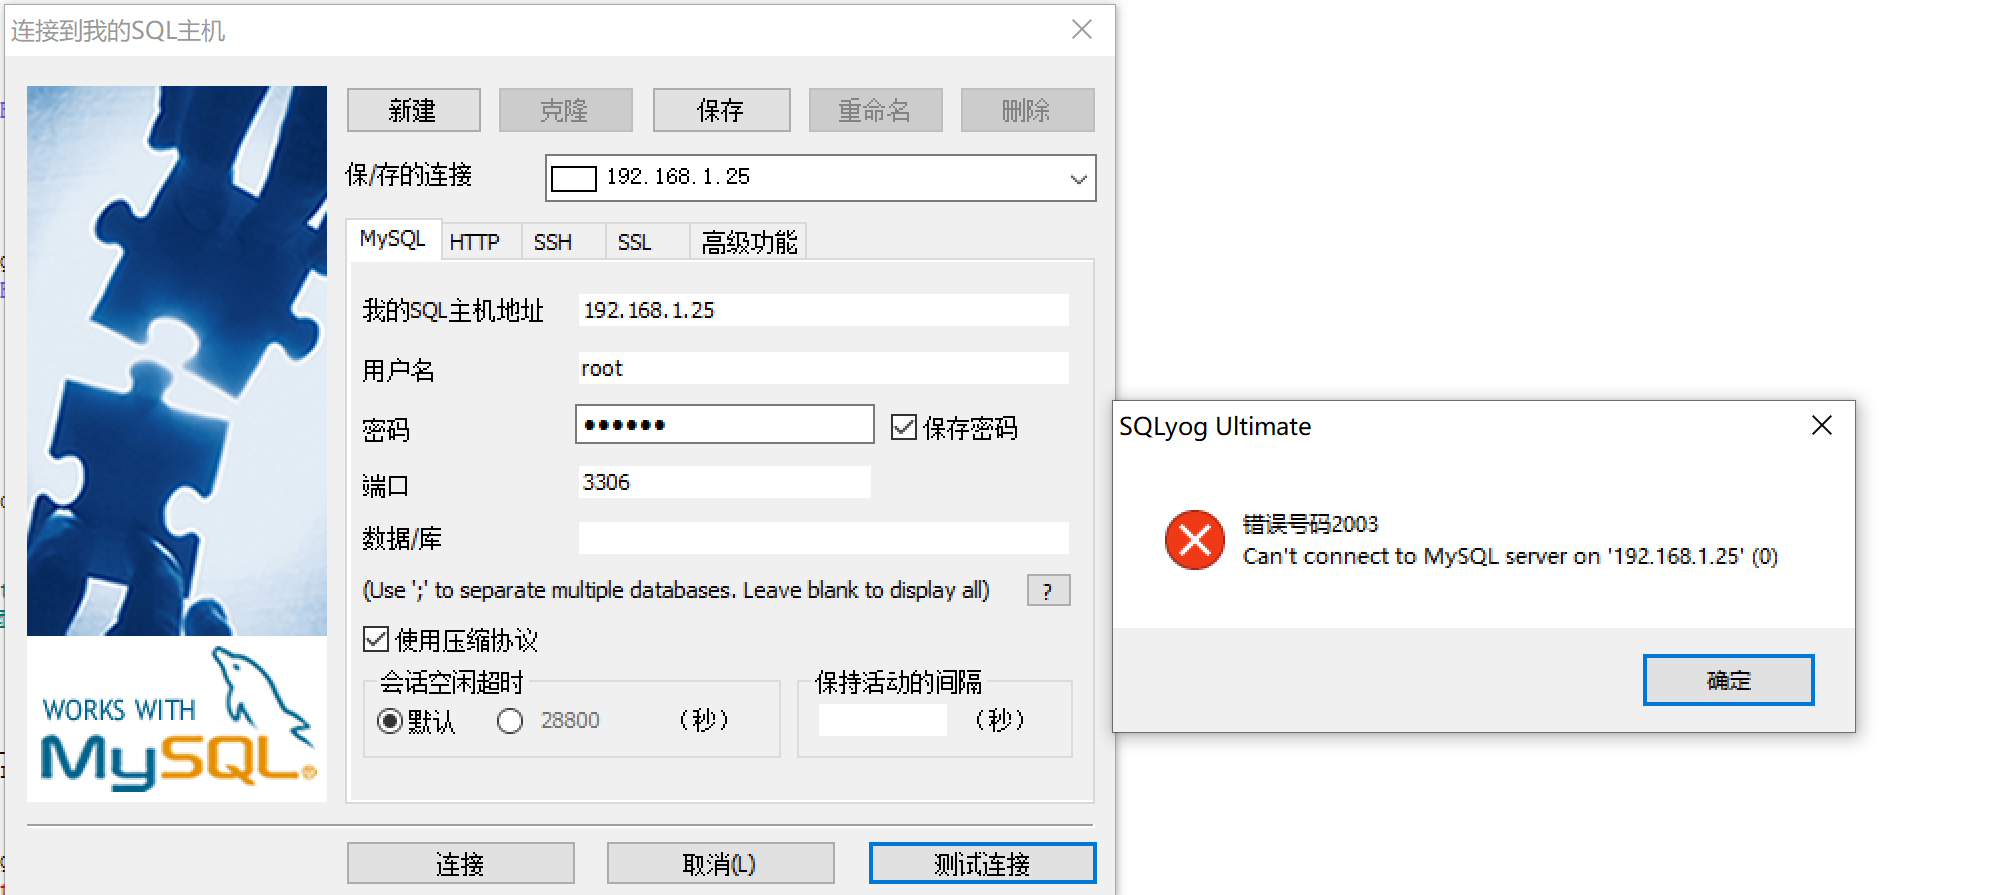 连接到我的SQL主机
新建 克隆 保存 重命名 删除
保/存的连接 192.168.1.25
MySQL HTTP SSH SSL 高级功能
我的SQL主机地址 192.168.1.25
用户名 root
密码 •••••• 保存密码
端口 3306
数据/库
(Use ';' to separate multiple databases. Leave blank to display all) ?
使用压缩协议
会话空闲超时 保持活动的间隔
默认 28800 (秒) (秒)
WORKS WITH
MySQL
连接 取消(L) 测试连接
SQLyog Ultimate
错误号码2003
Can't connect to MySQL server on '192.168.1.25' (0)
确定